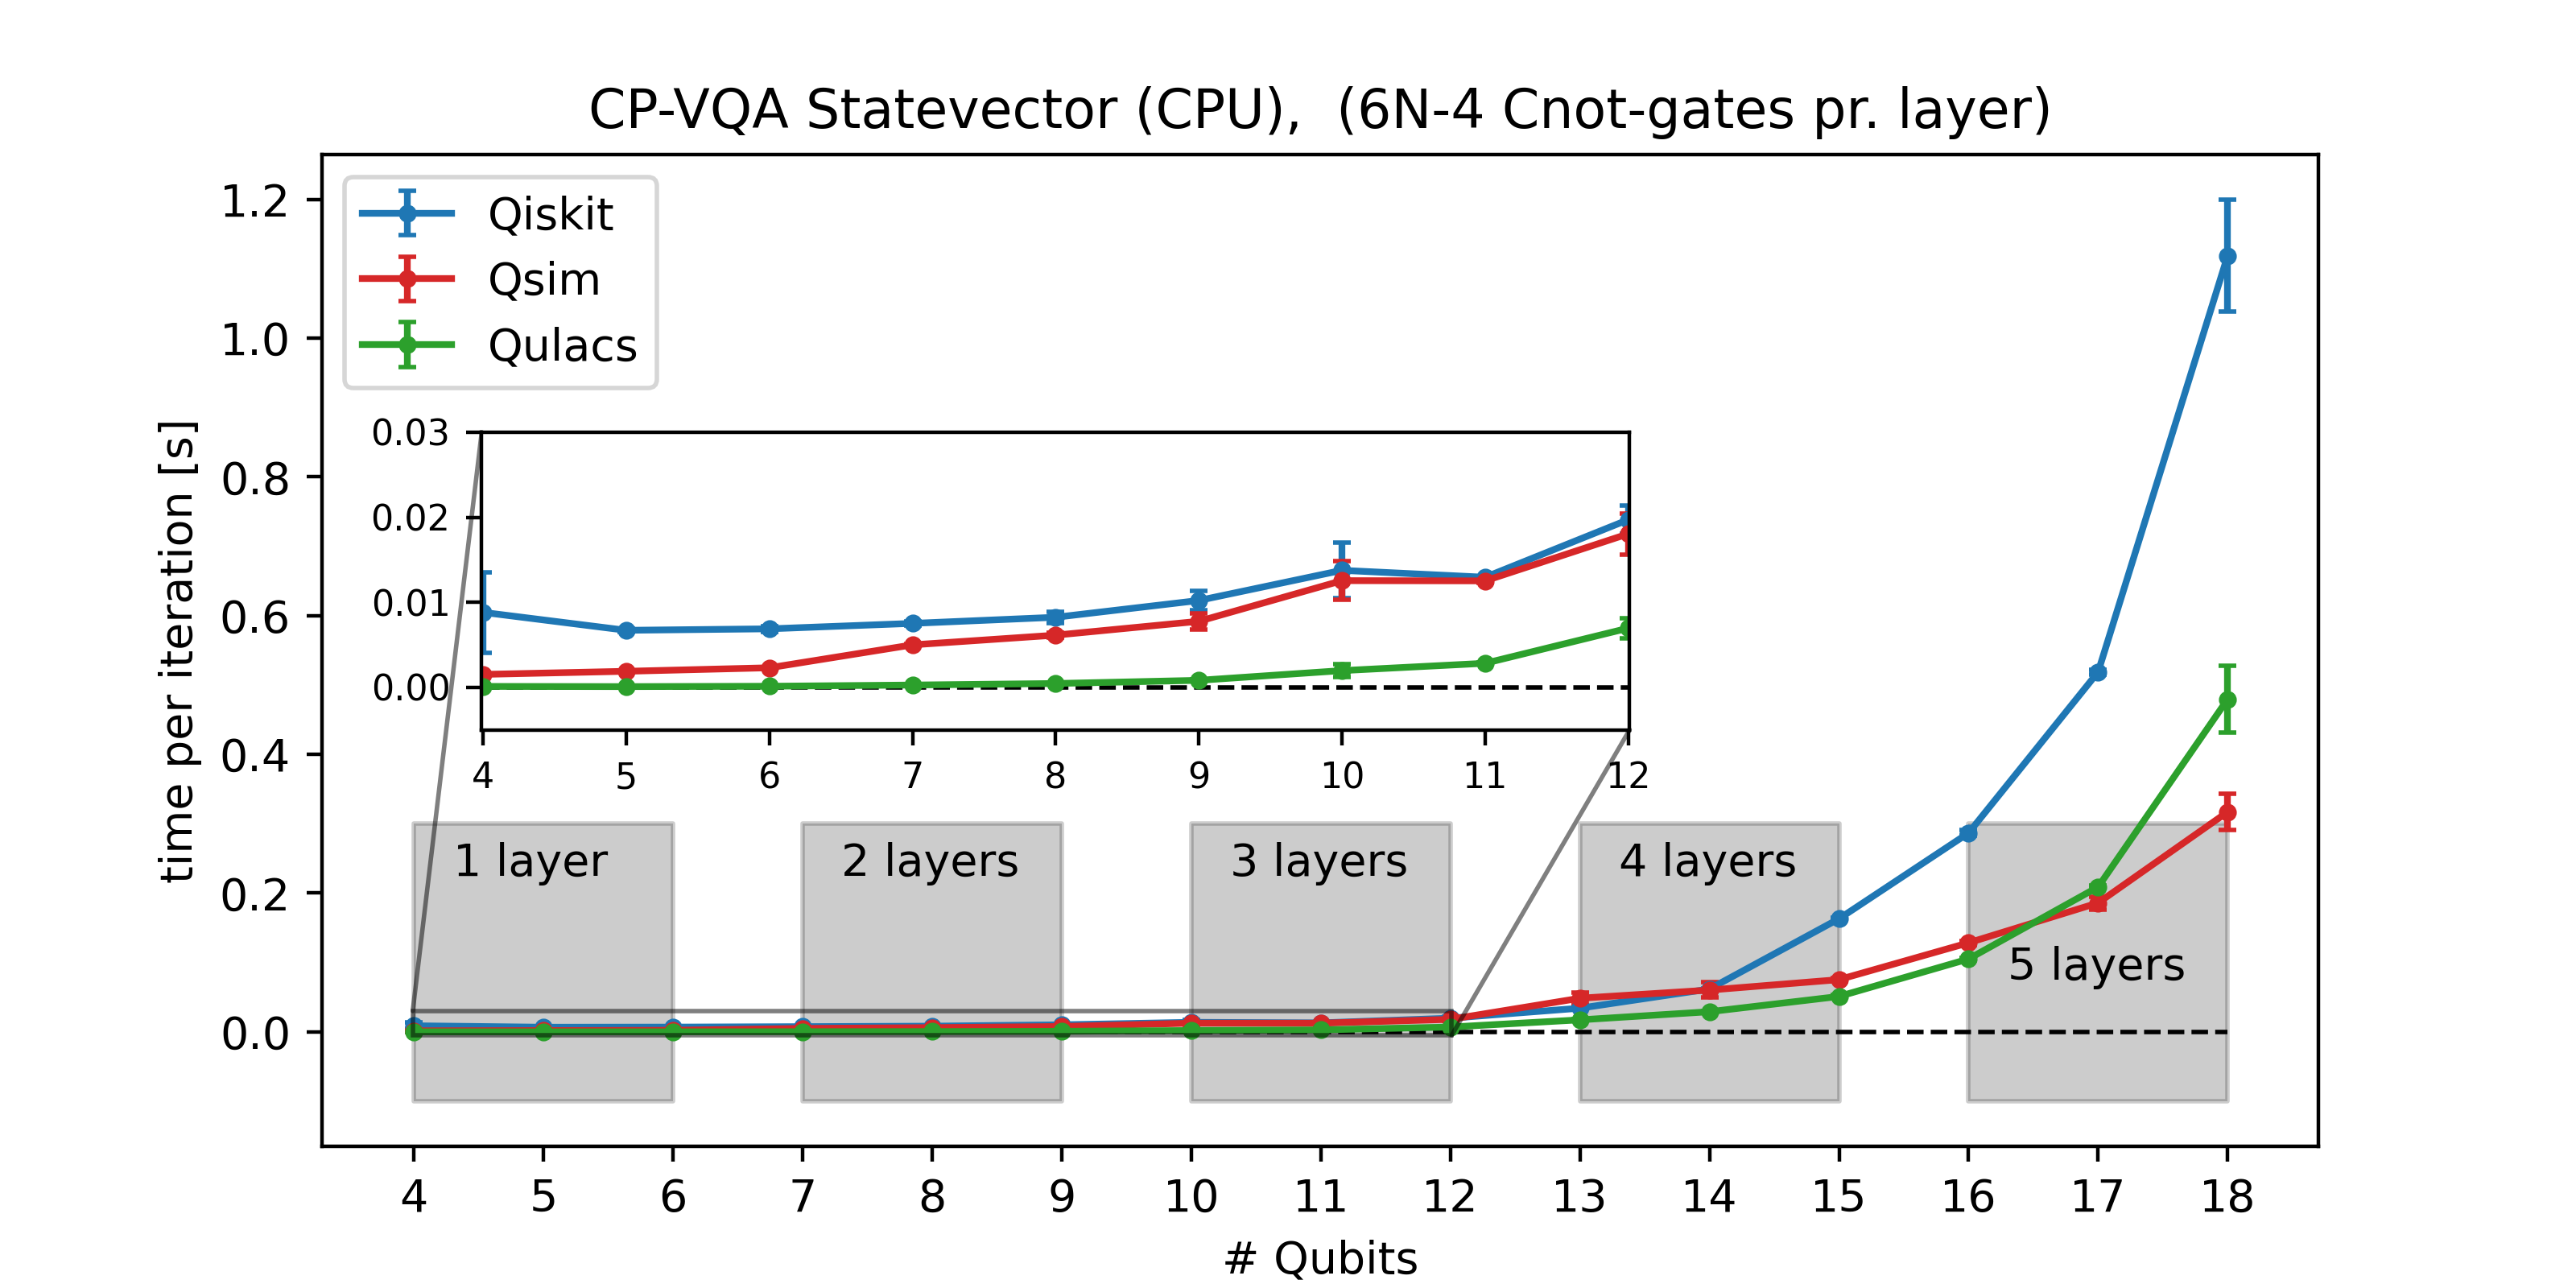 CP-VQA Statevector (CPU),  (6N-4 Cnot-gates pr. layer)
Qiskit
Qsim
Qulacs
time per iteration [s]
1.2
1.0
0.8
0.6
0.4
0.2
0.0
0.03
0.02
0.01
0.00
4 5 6 7 8 9 10 11 12
1 layer
2 layers
3 layers
4 layers
5 layers
4 5 6 7 8 9 10 11 12 13 14 15 16 17 18
# Qubits